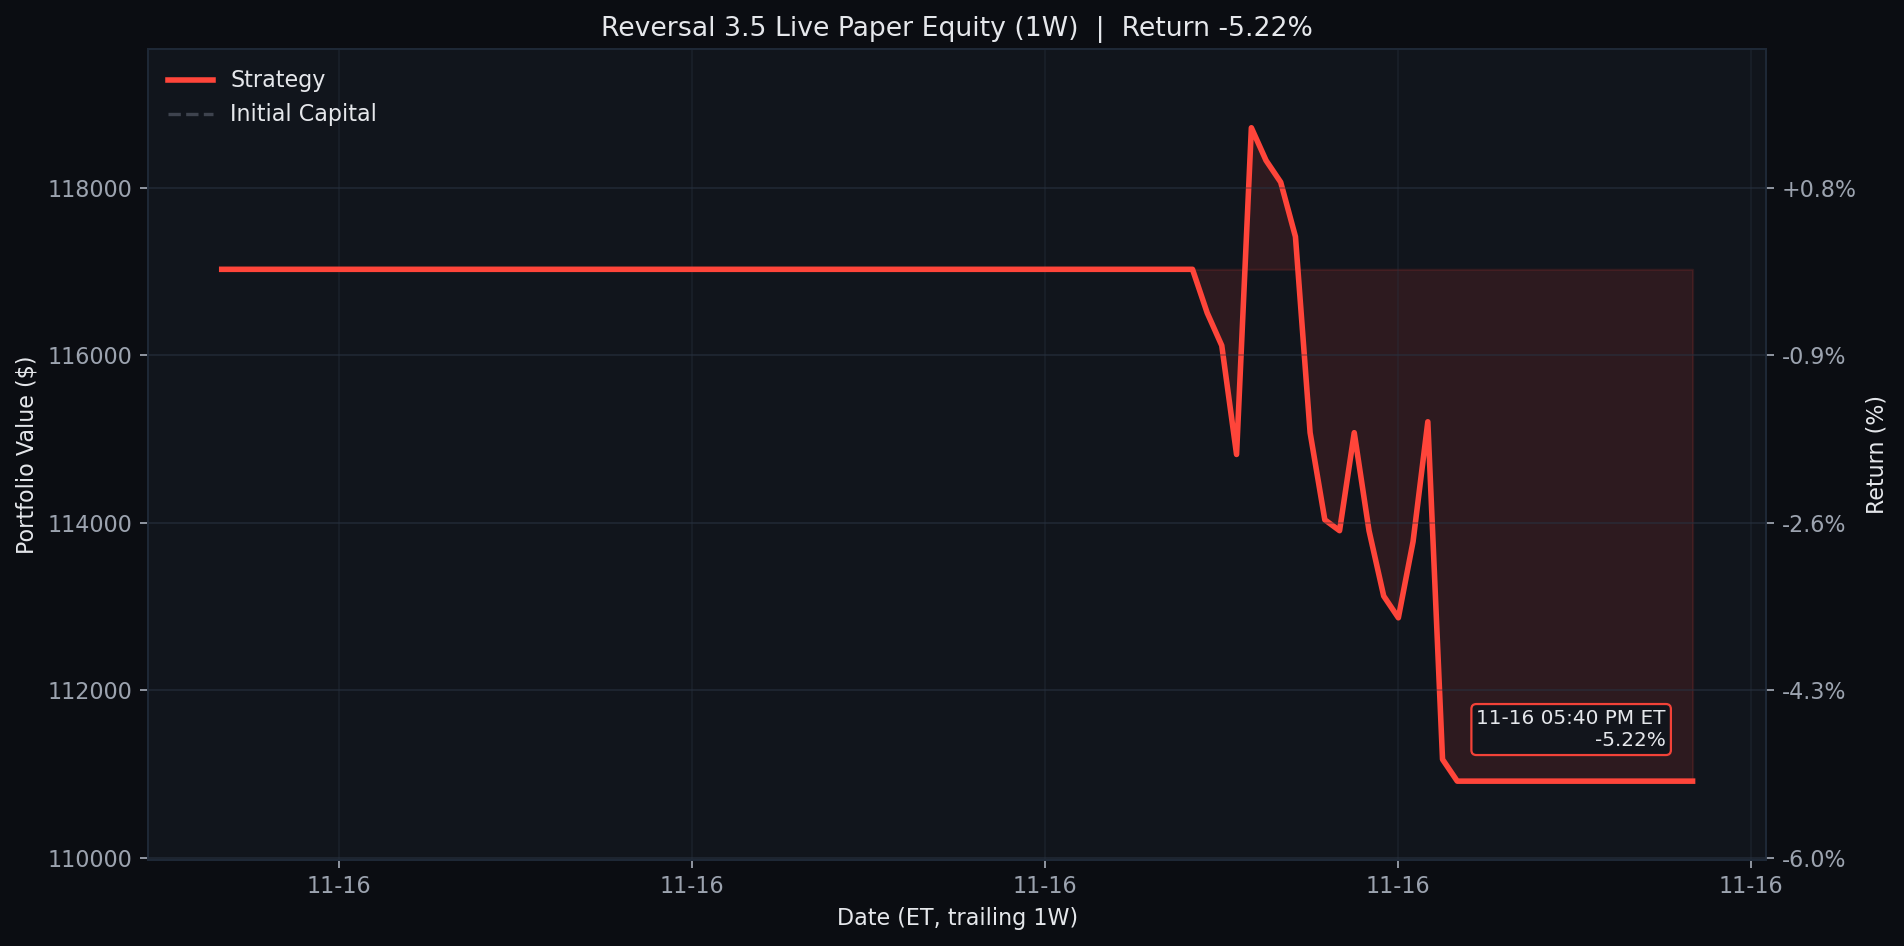 Reversal 3.5 Live Paper Equity (1W) | Return -5.22%
Strategy
Initial Capital
118000
116000
114000
112000
110000
Portfolio Value ($)
+0.8%
-0.9%
-2.6%
-4.3%
-6.0%
Return (%)
11-16 05:40 PM ET
-5.22%
11-16 11-16 11-16 11-16 11-16
Date (ET, trailing 1W)